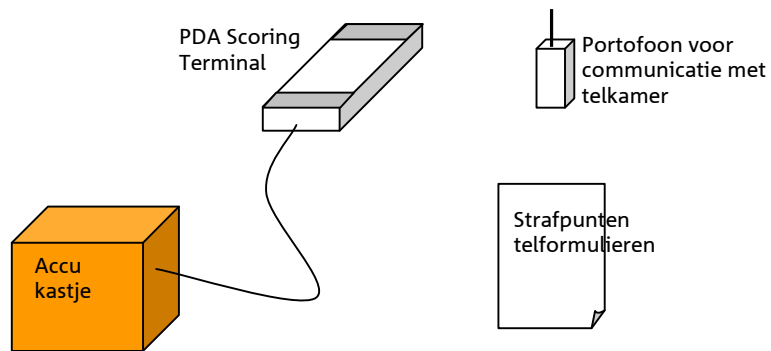 PDA Scoring
Terminal
Portofoon voor
communicatie met
telkamer
Strafpunten
telformulieren
Accu
kastje